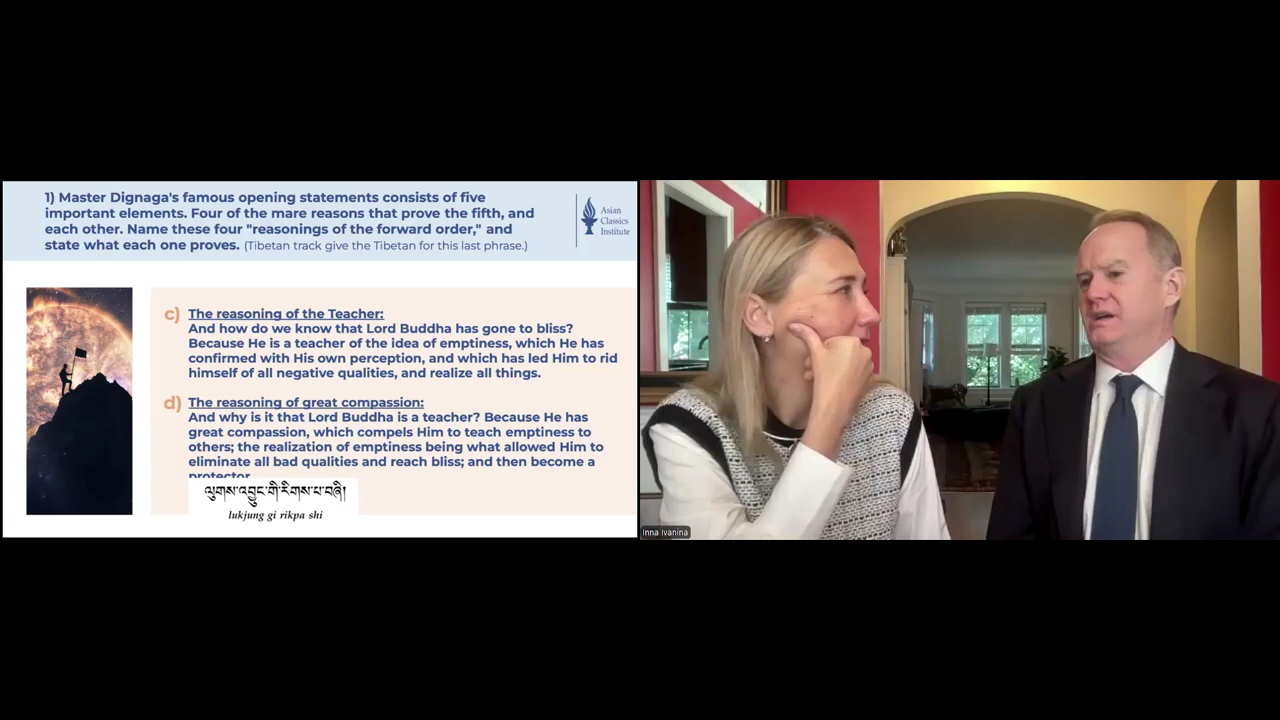 1) Master Dignaga's famous opening statements consists of five
important elements. Four of the mare reasons that prove the fifth, and
each other. Name these four "reasonings of the forward order," and
state what each one proves. (Tibetan track give the Tibetan for this last phrase.)
Asian
Classics
Institute
c) The reasoning of the Teacher:
And how do we know that Lord Buddha has gone to bliss?
Because He is a teacher of the idea of emptiness, which He has
confirmed with His own perception, and which has led Him to rid
himself of all negative qualities, and realize all things.
d) The reasoning of great compassion:
And why is it that Lord Buddha is a teacher? Because He has
great compassion, which compels Him to teach emptiness to
others; the realization of emptiness being what allowed Him to
eliminate all bad qualities and reach bliss; and then become a
protector.
ལུགས་འབྱུང་གི་རིགས་པ་བཞི།
lukjung gi rikpa shi
Inna Ivanina